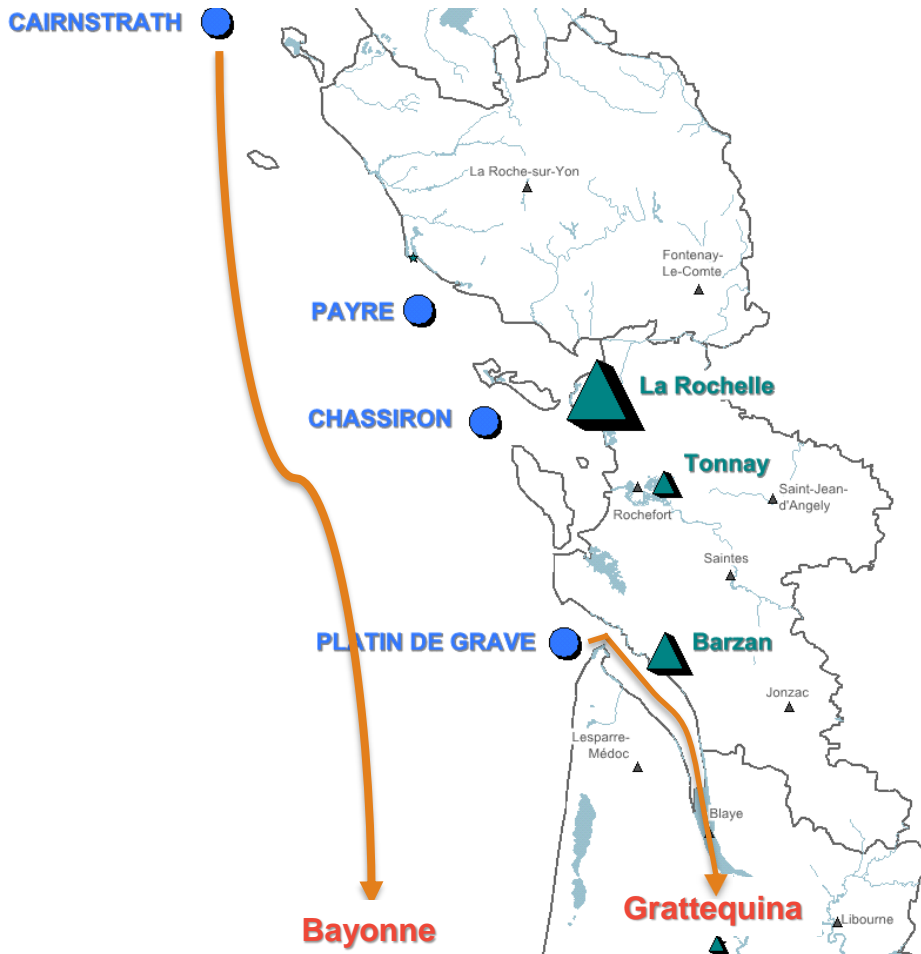 CAIRNSTRATH
La Roche-sur-Yon
Fontenay-
Le-Comte
PAYRE
La Rochelle
CHASSIRON
Tonnay
Saint-Jean-
d'Angely
Rochefort
Saintes
PLATIN DE GRAVE
Barzan
Jonzac
Lesparre-
Médoc
Blaye
Grattequina
Bayonne
Libourne